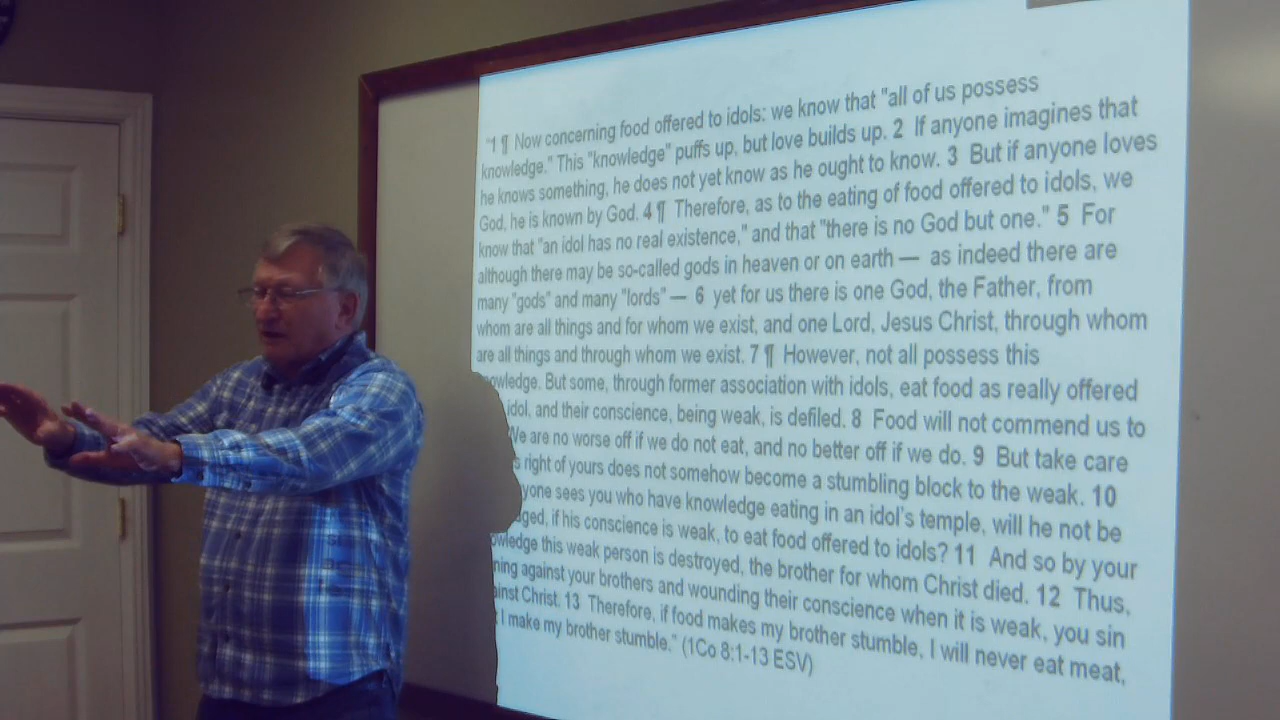 "1 ¶ Now concerning food offered to idols: we know that "all of us possess
knowledge." This "knowledge" puffs up, but love builds up. 2 If anyone imagines that
he knows something, he does not yet know as he ought to know. 3 But if anyone loves
God, he is known by God. 4 ¶ Therefore, as to the eating of food offered to idols, we
know that "an idol has no real existence," and that "there is no God but one." 5 For
although there may be so-called gods in heaven or on earth — as indeed there are
many "gods" and many "lords" — 6 yet for us there is one God, the Father, from
whom are all things and for whom we exist, and one Lord, Jesus Christ, through whom
are all things and through whom we exist. 7 ¶ However, not all possess this
owledge. But some, through former association with idols, eat food as really offered
idol, and their conscience, being weak, is defiled. 8 Food will not commend us to
We are no worse off if we do not eat, and no better off if we do. 9 But take care
s right of yours does not somehow become a stumbling block to the weak. 10
yone sees you who have knowledge eating in an idol's temple, will he not be
aged, if his conscience is weak, to eat food offered to idols? 11 And so by your
owledge this weak person is destroyed, the brother for whom Christ died. 12 Thus,
ning against your brothers and wounding their conscience when it is weak, you sin
ainst Christ. 13 Therefore, if food makes my brother stumble, I will never eat meat,
t I make my brother stumble." (1Co 8:1-13 ESV)